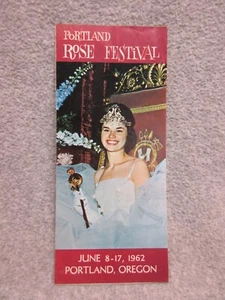 PORTLAND
ROSE FESTIVAL
JUNE 8-17, 1962
PORTLAND, OREGON